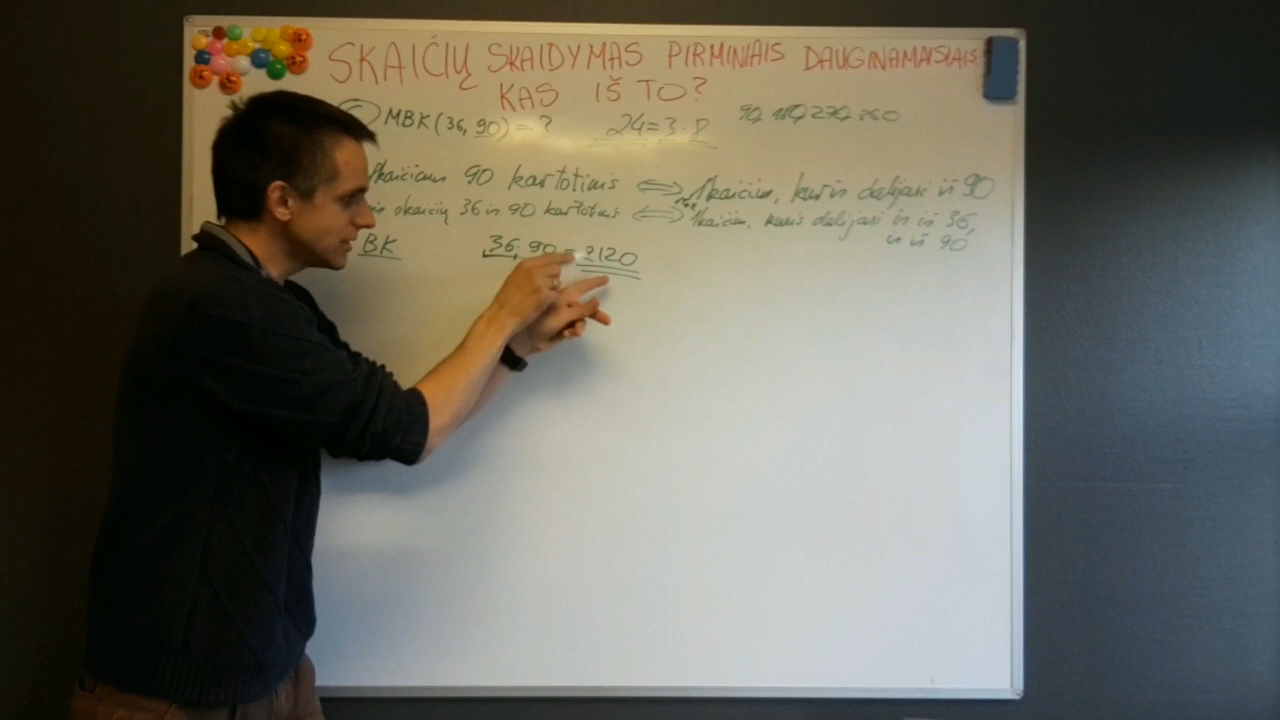 SKAIČIŲ SKAIDYMAS PIRMINIAIS DAUGINAMAISIAIS
KAS IŠ TO?
MBK(36, 90) = ? 24=3·8 90, 180, 270, 360
Skaičiaus 90 kartotinis ⟺ Skaičius, kuris dalijasi iš 90
skaičių 36 ir 90 kartotinis ⟺ Skaičius, kuris dalijasi ir iš 36,
ir iš 90
BK 36·90 = 2120